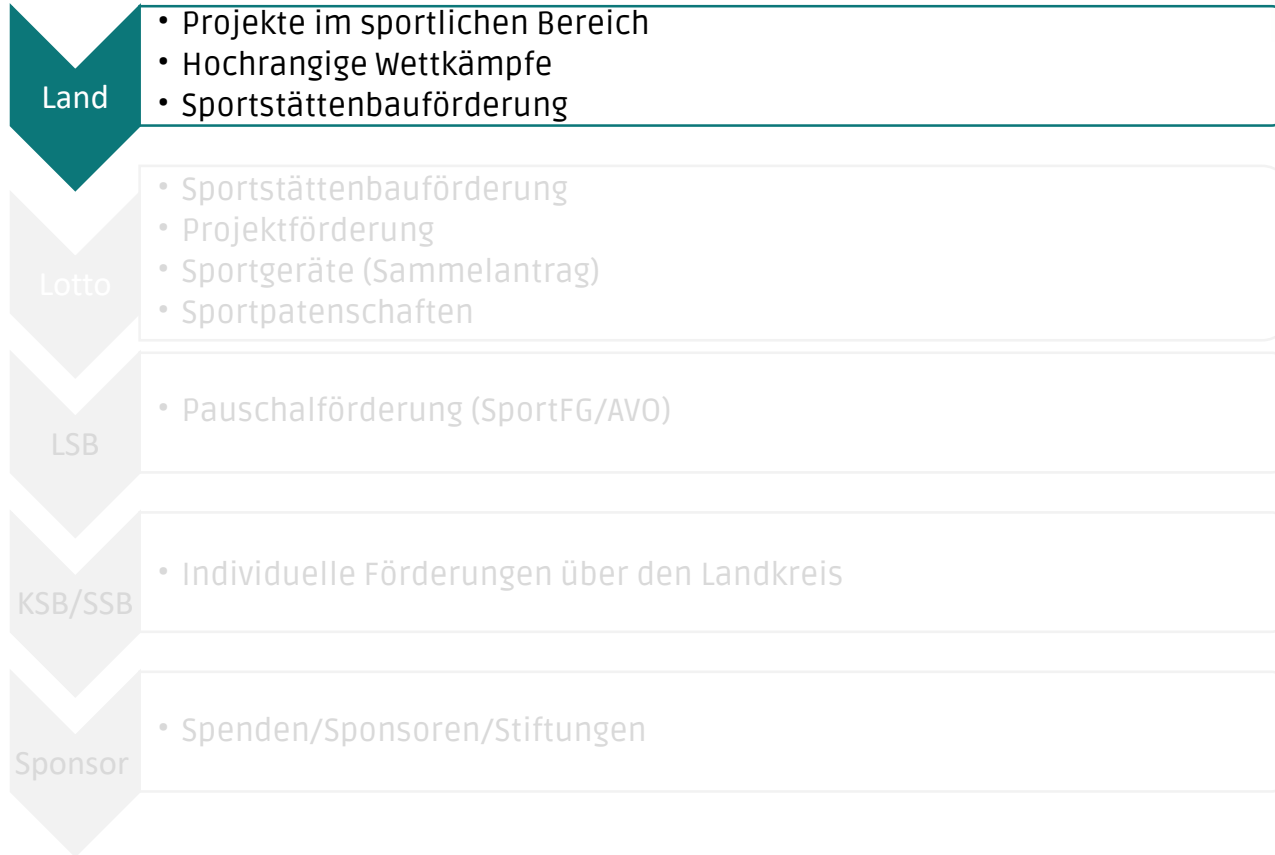 Land
• Projekte im sportlichen Bereich
• Hochrangige Wettkämpfe
• Sportstättenbauförderung
Lotto
• Sportstättenbauförderung
• Projektförderung
• Sportgeräte (Sammelantrag)
• Sportpatenschaften
LSB
• Pauschalförderung (SportFG/AVO)
KSB/SSB
• Individuelle Förderungen über den Landkreis
Sponsor
• Spenden/Sponsoren/Stiftungen